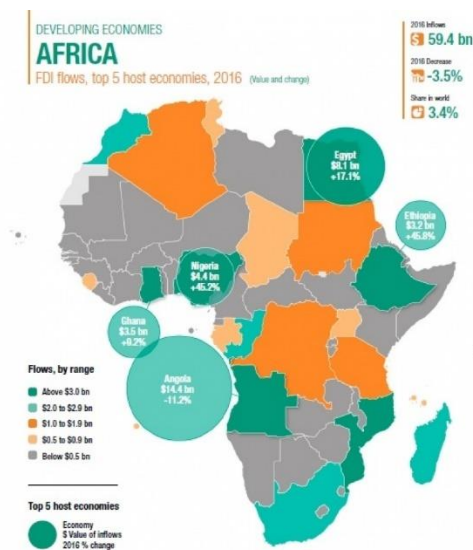 DEVELOPING ECONOMIES
AFRICA
FDI flows, top 5 host economies, 2016 (Value and change)
2016 Inflows
$ 59.4 bn
2016 Decrease
-3.5%
Share in world
3.4%
Egypt
$8.1 bn
+17.1%
Ethiopia
$3.2 bn
+45.8%
Nigeria
$4.4 bn
+45.2%
Ghana
$3.5 bn
+9.2%
Angola
$14.4 bn
-11.2%
Flows, by range
Above $3.0 bn
$2.0 to $2.9 bn
$1.0 to $1.9 bn
$0.5 to $0.9 bn
Below $0.5 bn
Top 5 host economies
Economy
$ Value of inflows
2016 % change